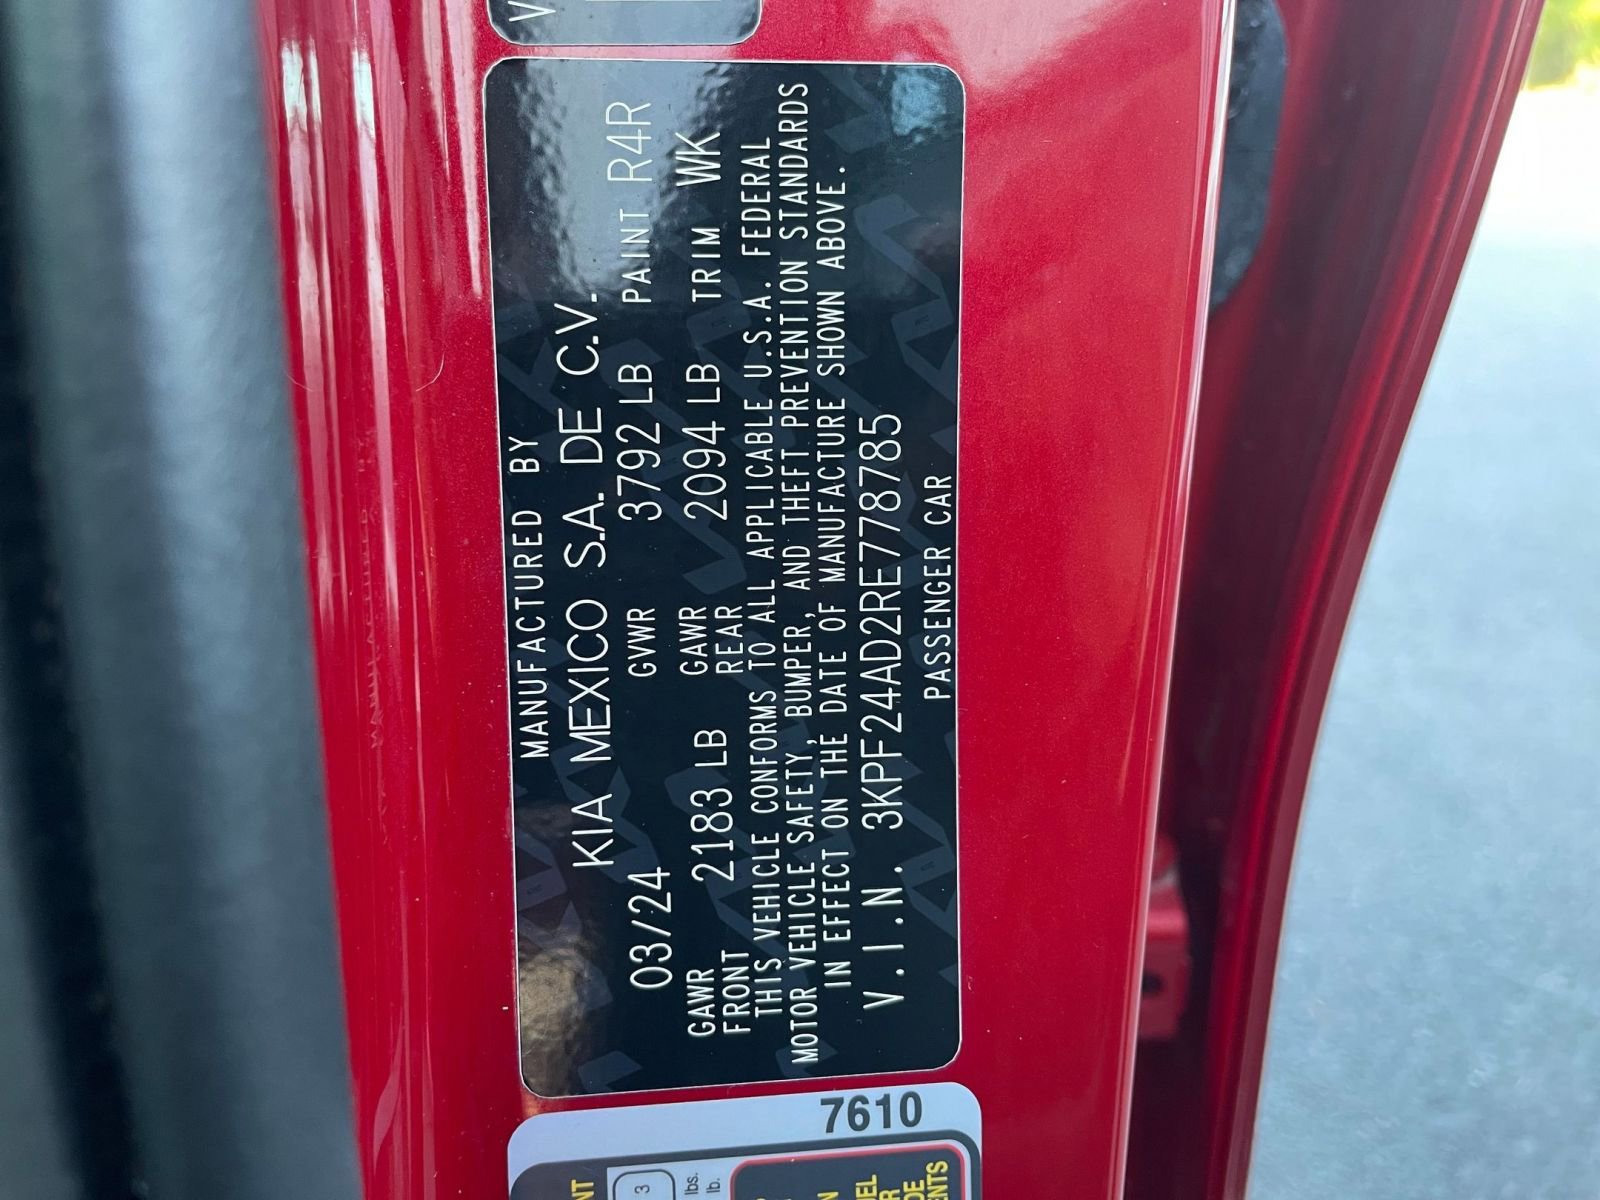 MANUFACTURED BY
KIA MEXICO S.A. DE C.V.
03/24 GVWR 3792 LB PAINT R4R
GAWR FRONT 2183 LB GAWR REAR 2094 LB TRIM WK
THIS VEHICLE CONFORMS TO ALL APPLICABLE U.S.A. FEDERAL
MOTOR VEHICLE SAFETY, BUMPER, AND THEFT PREVENTION STANDARDS
IN EFFECT ON THE DATE OF MANUFACTURE SHOWN ABOVE.
V.I.N. 3KPF24AD2RE778785
PASSENGER CAR
7610
3
lbs.
lb.